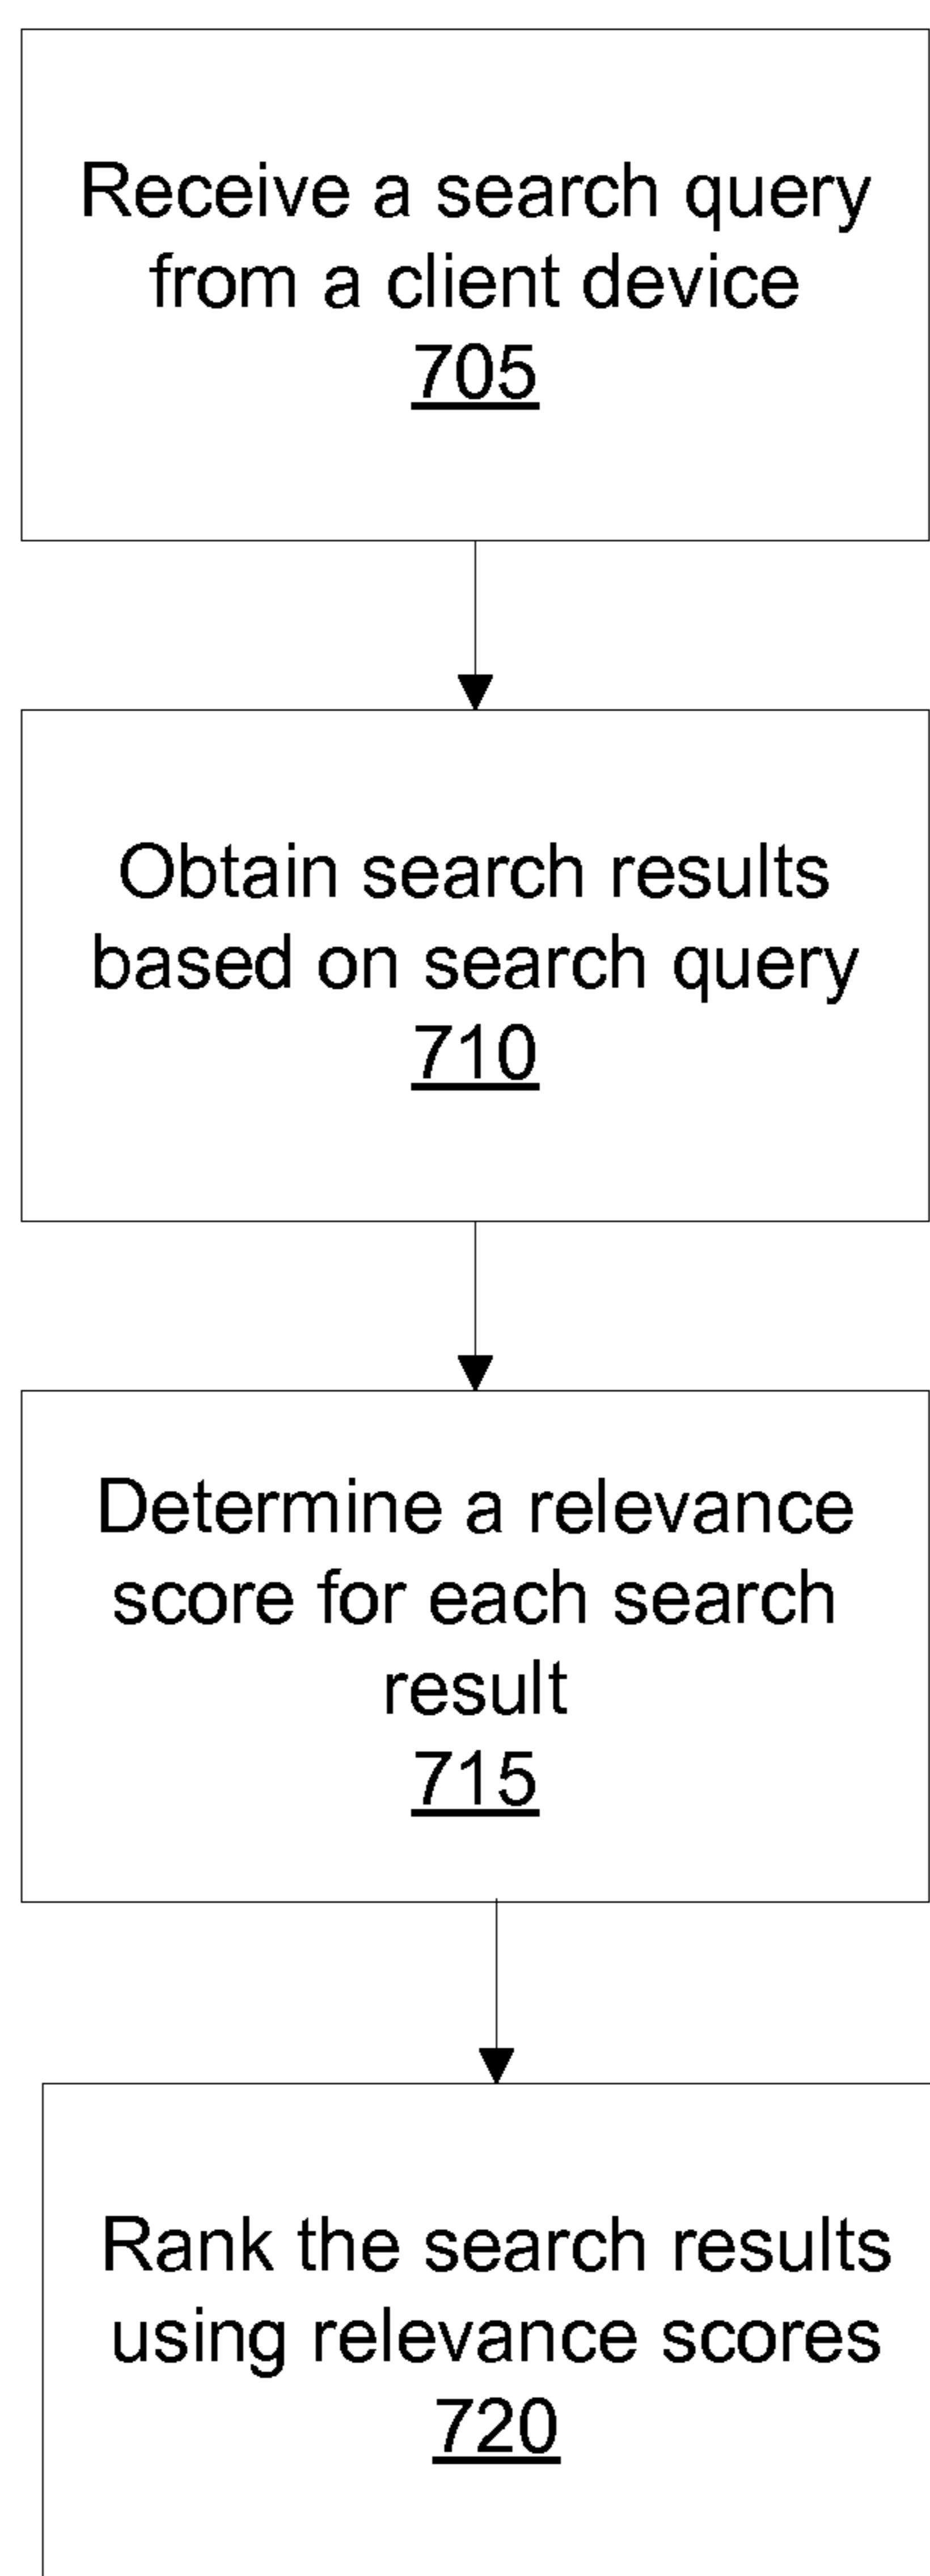 Receive a search query
from a client device
705
Obtain search results
based on search query
710
Determine a relevance
score for each search
result
715
Rank the search results
using relevance scores
720